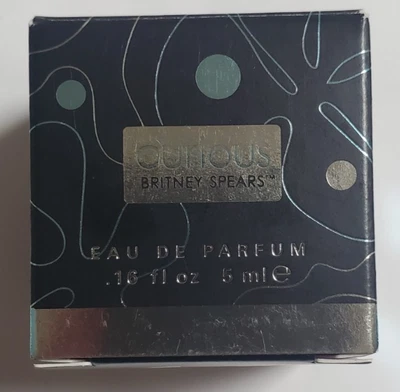 curious
BRITNEY SPEARS™
EAU DE PARFUM
.16 fl oz 5 ml ℮